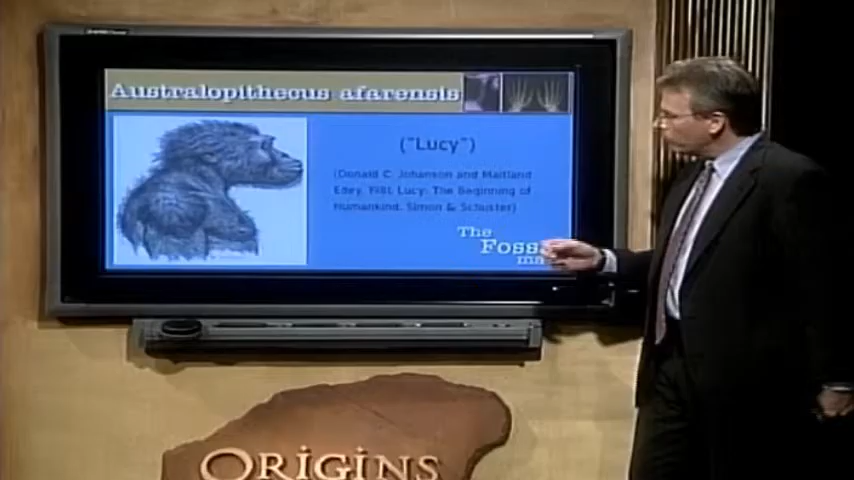 Australopitheous afarensis
("Lucy")
(Donald C. Johanson and Maitland
Edey, 1981, Lucy: The Beginning of
Humankind, Simon & Schuster)
The
Foss
ma
ORIGINS